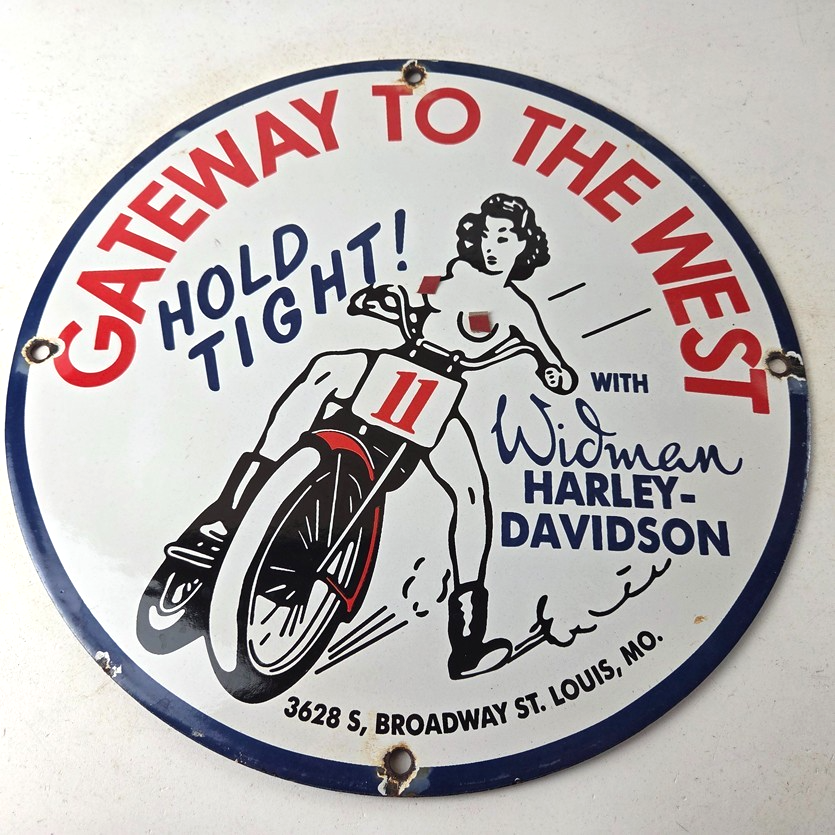 GATEWAY TO THE WEST
HOLD
TIGHT!
11
WITH
Widman
HARLEY-
DAVIDSON
3628 S, BROADWAY ST. LOUIS, MO.